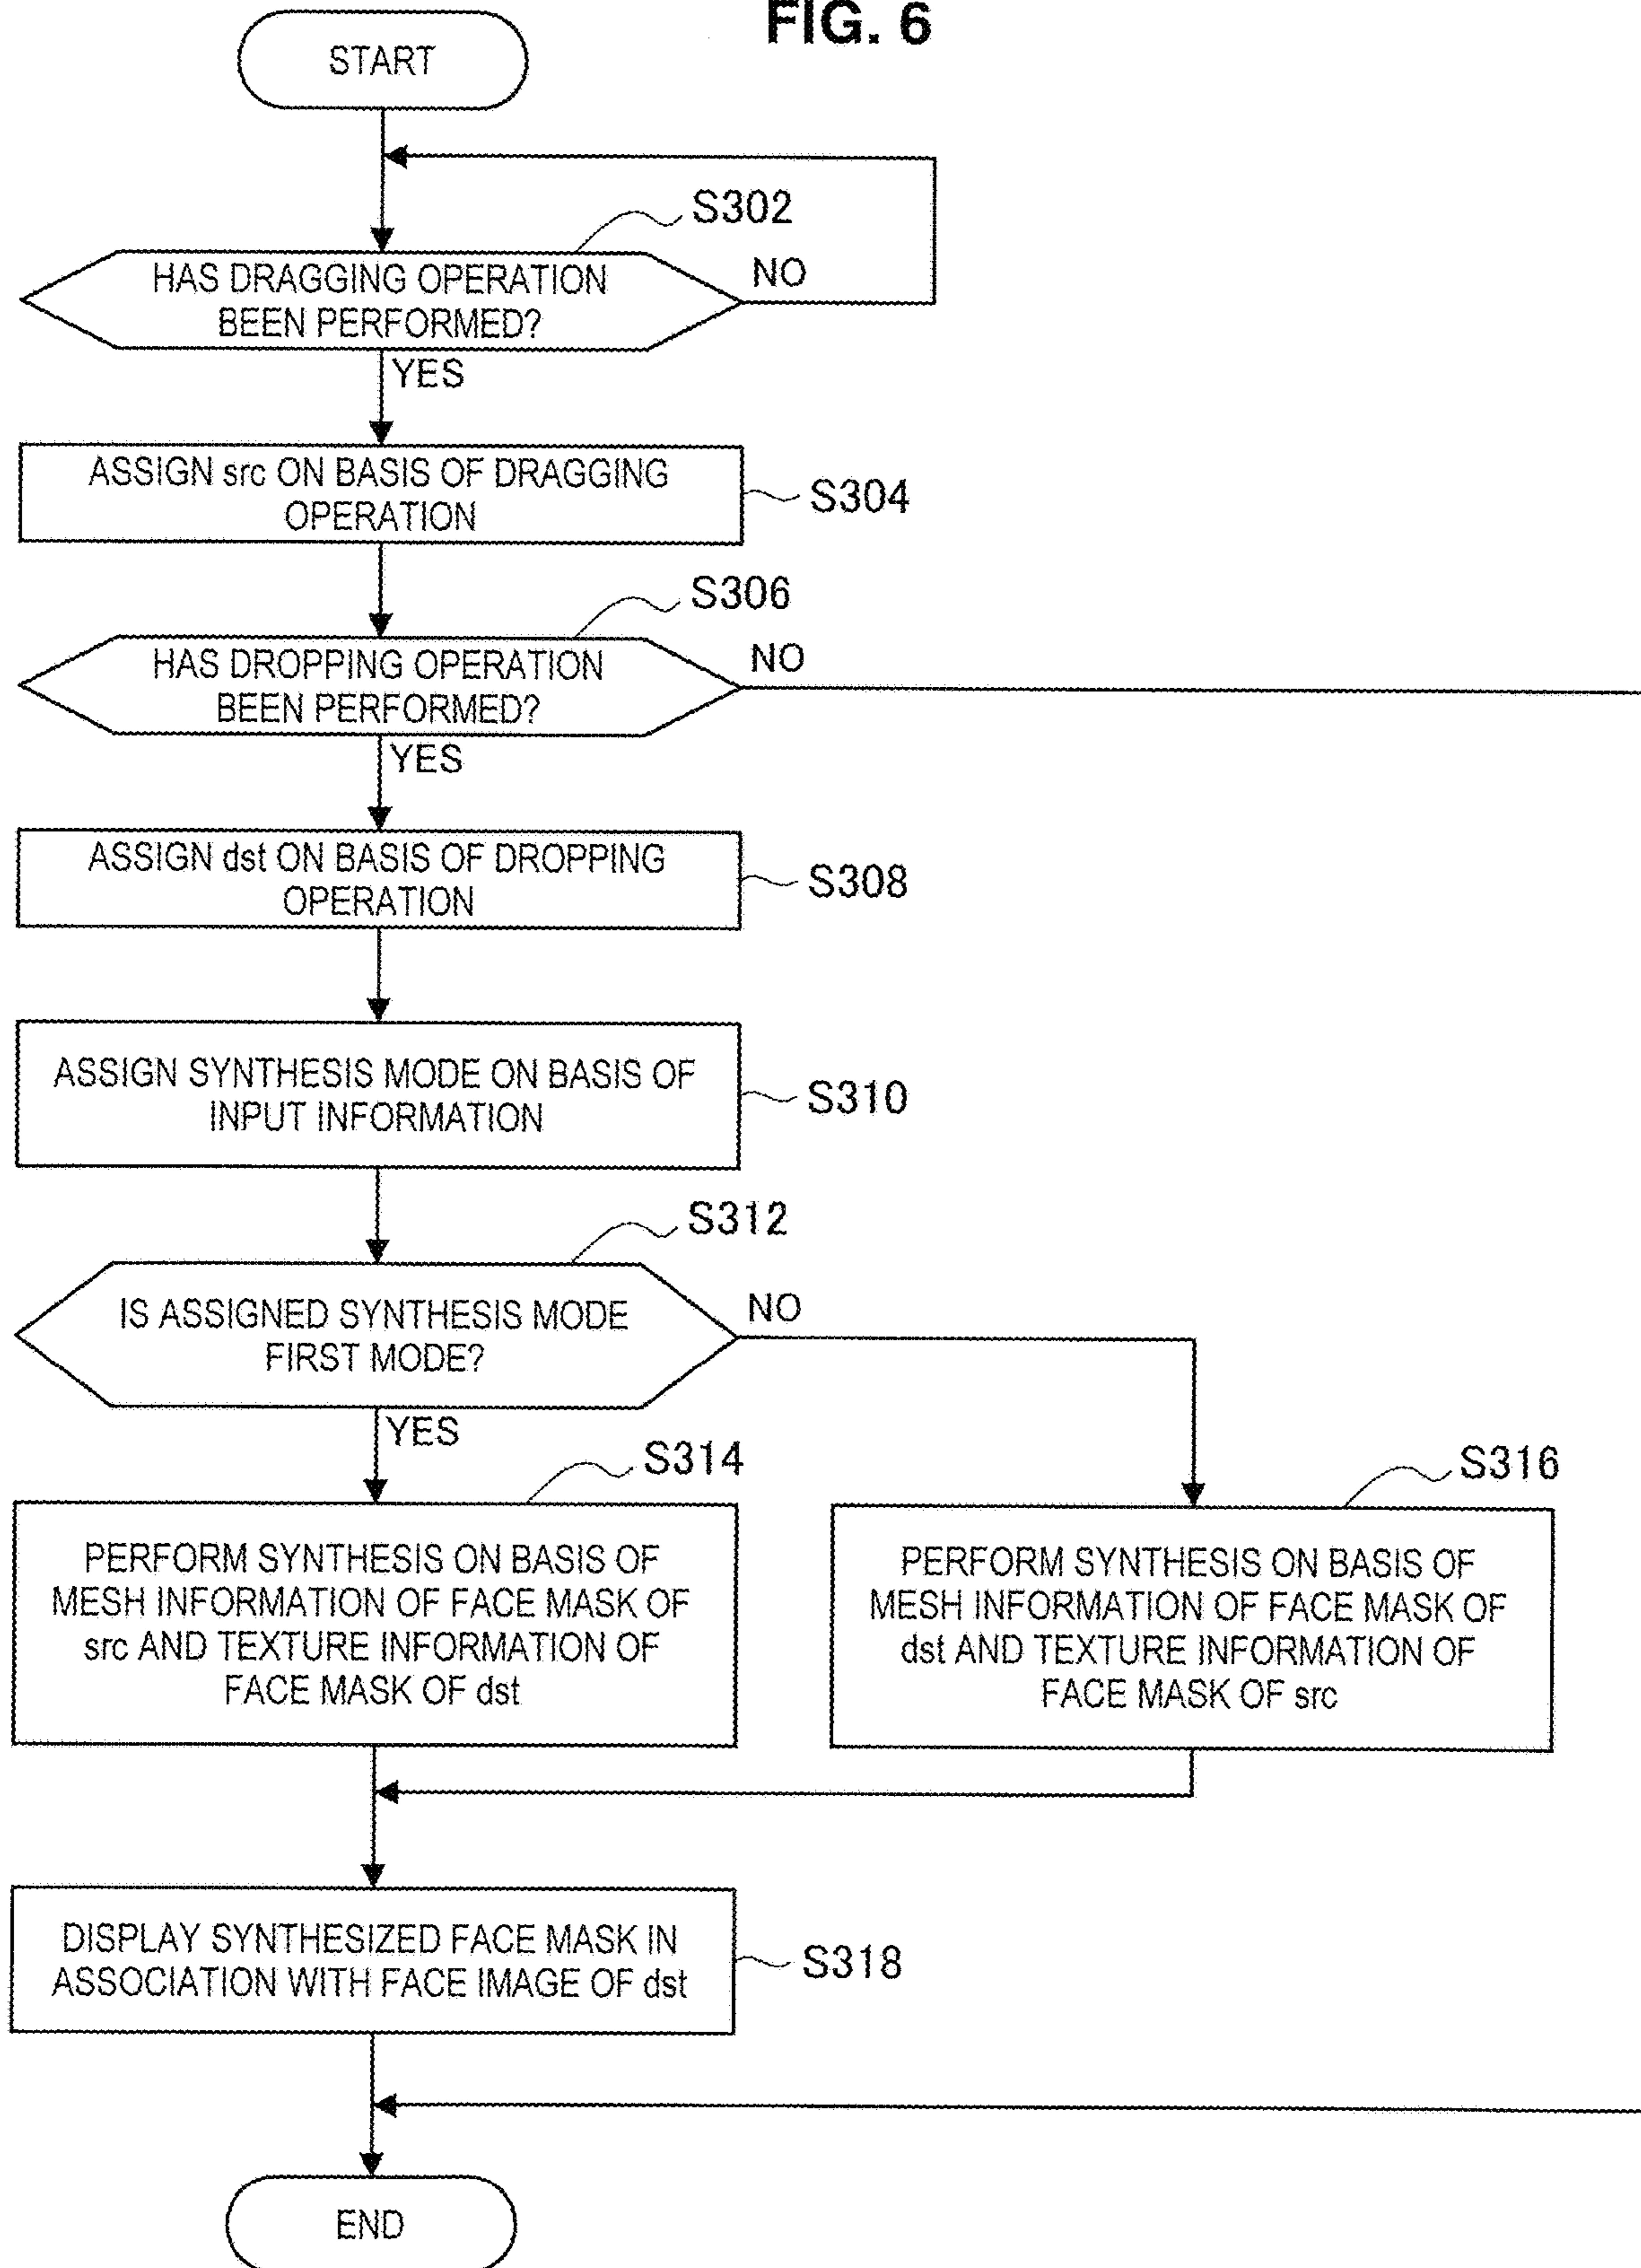 FIG. 6
START
S302
HAS DRAGGING OPERATION
BEEN PERFORMED?
NO
YES
ASSIGN src ON BASIS OF DRAGGING
OPERATION
S304
S306
HAS DROPPING OPERATION
BEEN PERFORMED?
NO
YES
ASSIGN dst ON BASIS OF DROPPING
OPERATION
S308
ASSIGN SYNTHESIS MODE ON BASIS OF
INPUT INFORMATION
S310
S312
IS ASSIGNED SYNTHESIS MODE
FIRST MODE?
NO
YES
S314
PERFORM SYNTHESIS ON BASIS OF
MESH INFORMATION OF FACE MASK OF
src AND TEXTURE INFORMATION OF
FACE MASK OF dst
S316
PERFORM SYNTHESIS ON BASIS OF
MESH INFORMATION OF FACE MASK OF
dst AND TEXTURE INFORMATION OF
FACE MASK OF src
DISPLAY SYNTHESIZED FACE MASK IN
ASSOCIATION WITH FACE IMAGE OF dst
S318
END